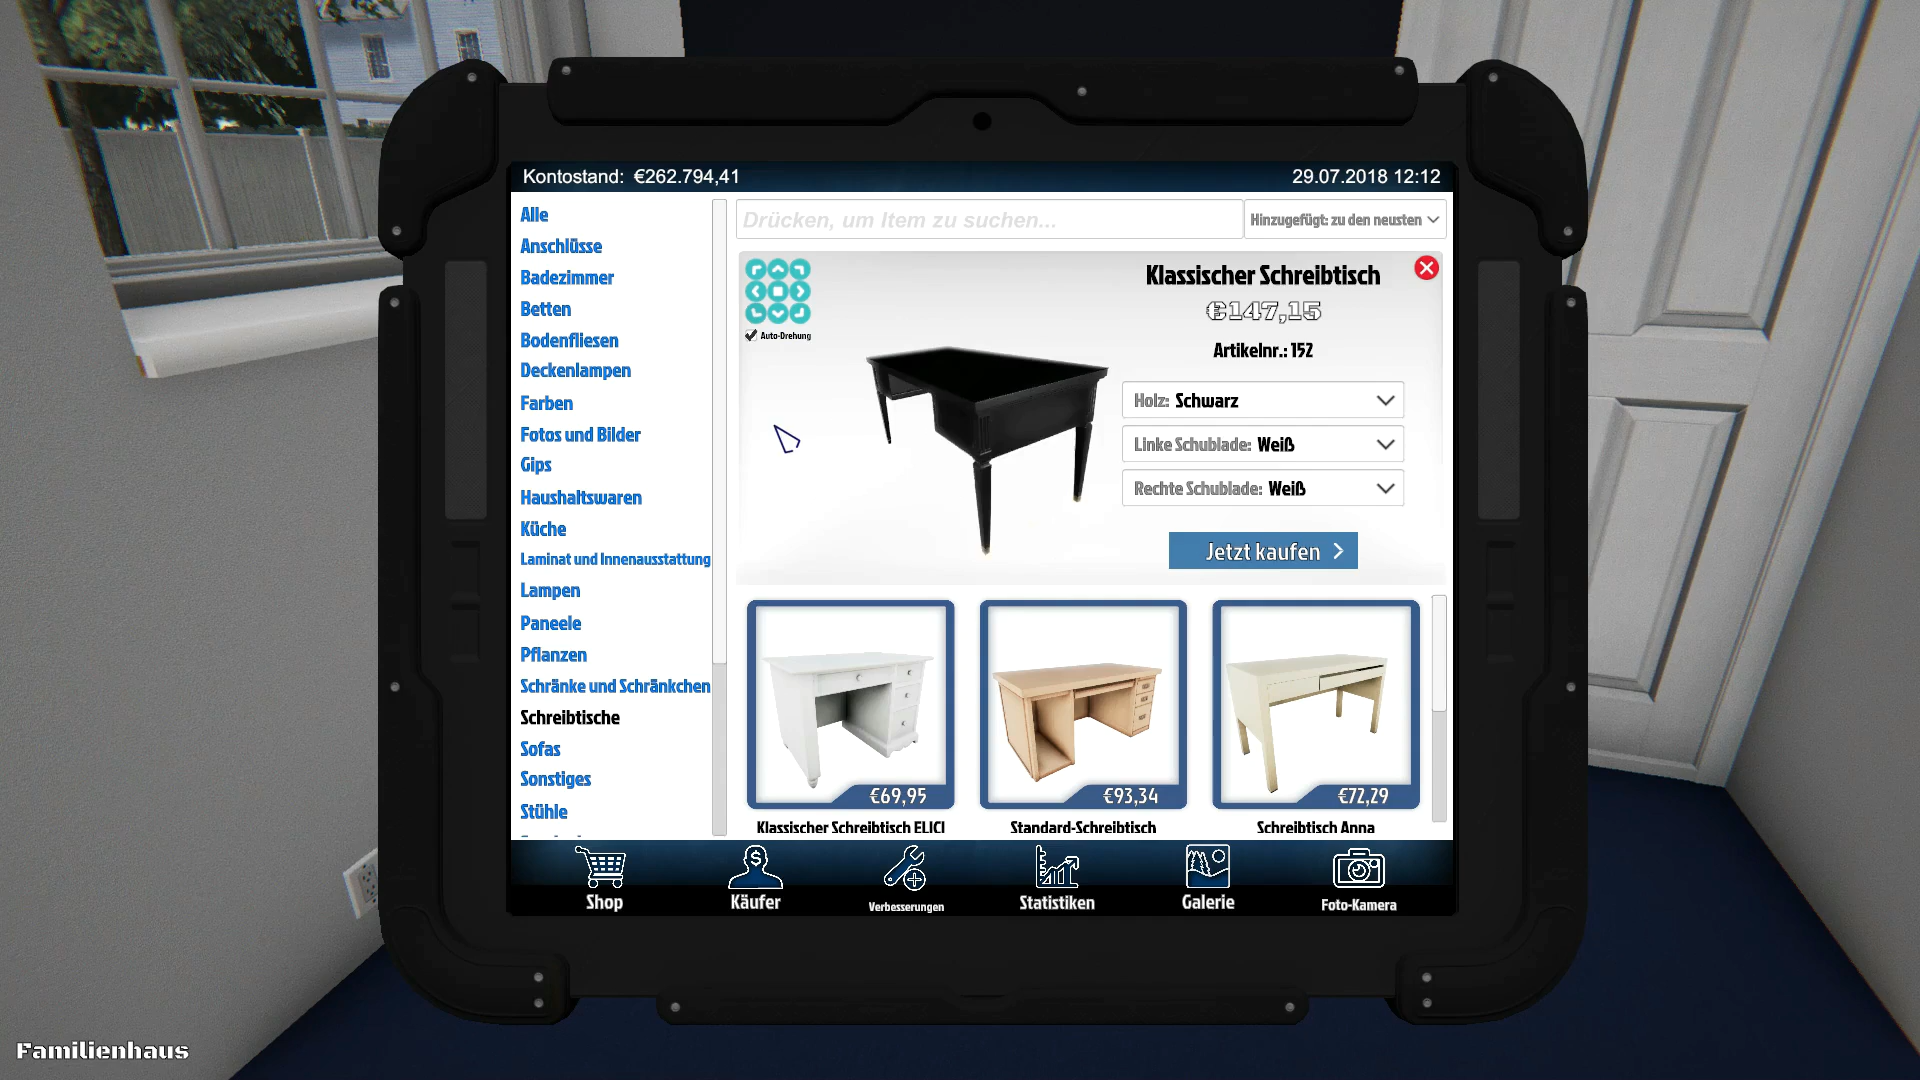 Kontostand: €262.794,41
29.07.2018 12:12
Alle
Anschlüsse
Badezimmer
Betten
Bodenfliesen
Deckenlampen
Farben
Fotos und Bilder
Gips
Haushaltswaren
Küche
Laminat und Innenausstattung
Lampen
Paneele
Pflanzen
Schränke und Schränkchen
Schreibtische
Sofas
Sonstiges
Stühle
Drücken, um Item zu suchen...
Hinzugefügt: zu den neusten
Auto-Drehung
Klassischer Schreibtisch
€147,15
Artikelnr.: 152
Holz: Schwarz
Linke Schublade: Weiß
Rechte Schublade: Weiß
Jetzt kaufen
€69,95
€93,34
€72,29
Klassischer Schreibtisch ELICI
Standard-Schreibtisch
Schreibtisch Anna
Shop
Käufer
Verbesserungen
Statistiken
Galerie
Foto-Kamera
Familienhaus